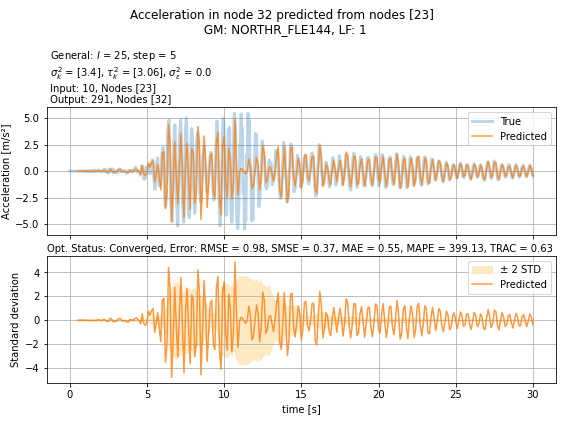 Acceleration in node 32 predicted from nodes [23]
GM: NORTHR_FLE144, LF: 1
General: l = 25, step = 5
σ²ₖ = [3.4], τ²ₖ = [3.06], σ²ε = 0.0
Input: 10, Nodes [23]
Output: 291, Nodes [32]
Acceleration [m/s²]
5.0
2.5
0.0
−2.5
−5.0
True
Predicted
Opt. Status: Converged, Error: RMSE = 0.98, SMSE = 0.37, MAE = 0.55, MAPE = 399.13, TRAC = 0.63
Standard deviation
4
2
0
−2
−4
± 2 STD
Predicted
0 5 10 15 20 25 30
time [s]